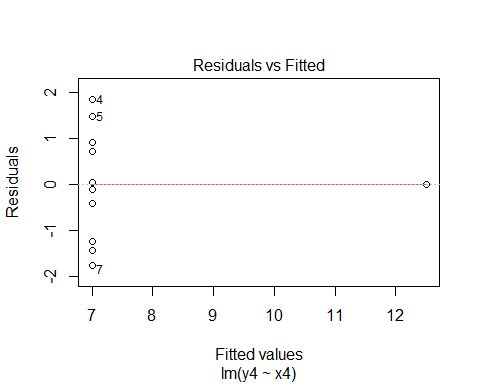 Residuals vs Fitted
Residuals
2
1
0
-1
-2
4
5
7
7 8 9 10 11 12
Fitted values
lm(y4 ~ x4)